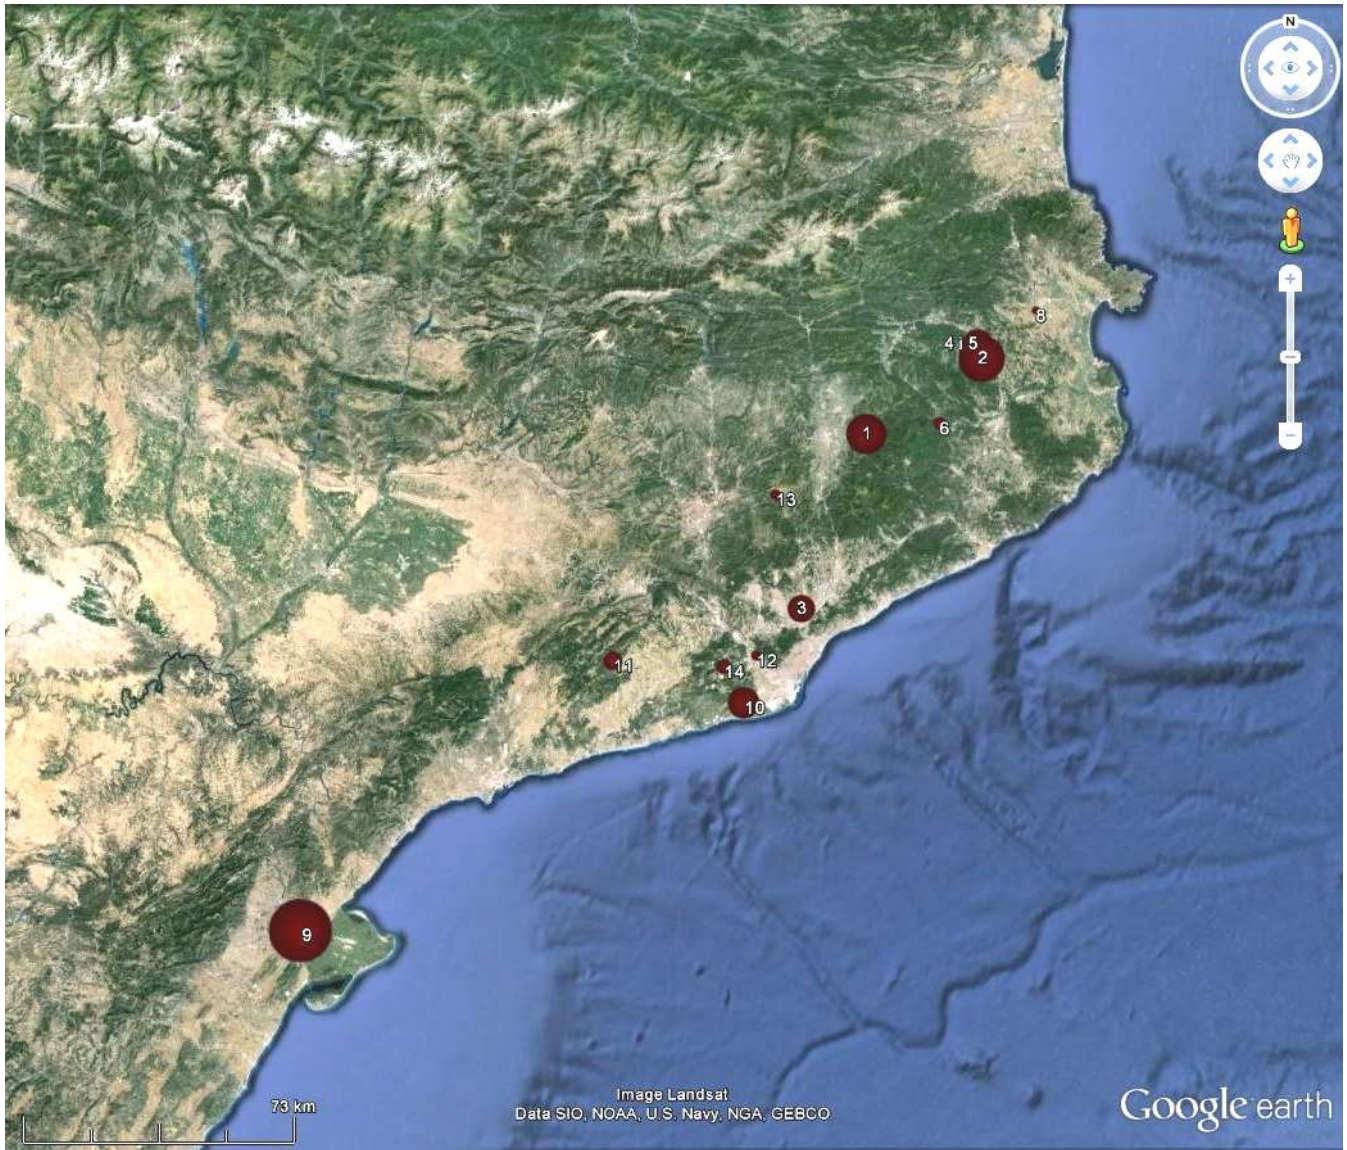 N
8
4 i 5
2
1
6
13
3
12
11
14
10
9
73 km
Image Landsat
Data SIO, NOAA, U.S. Navy, NGA, GEBCO
Google earth